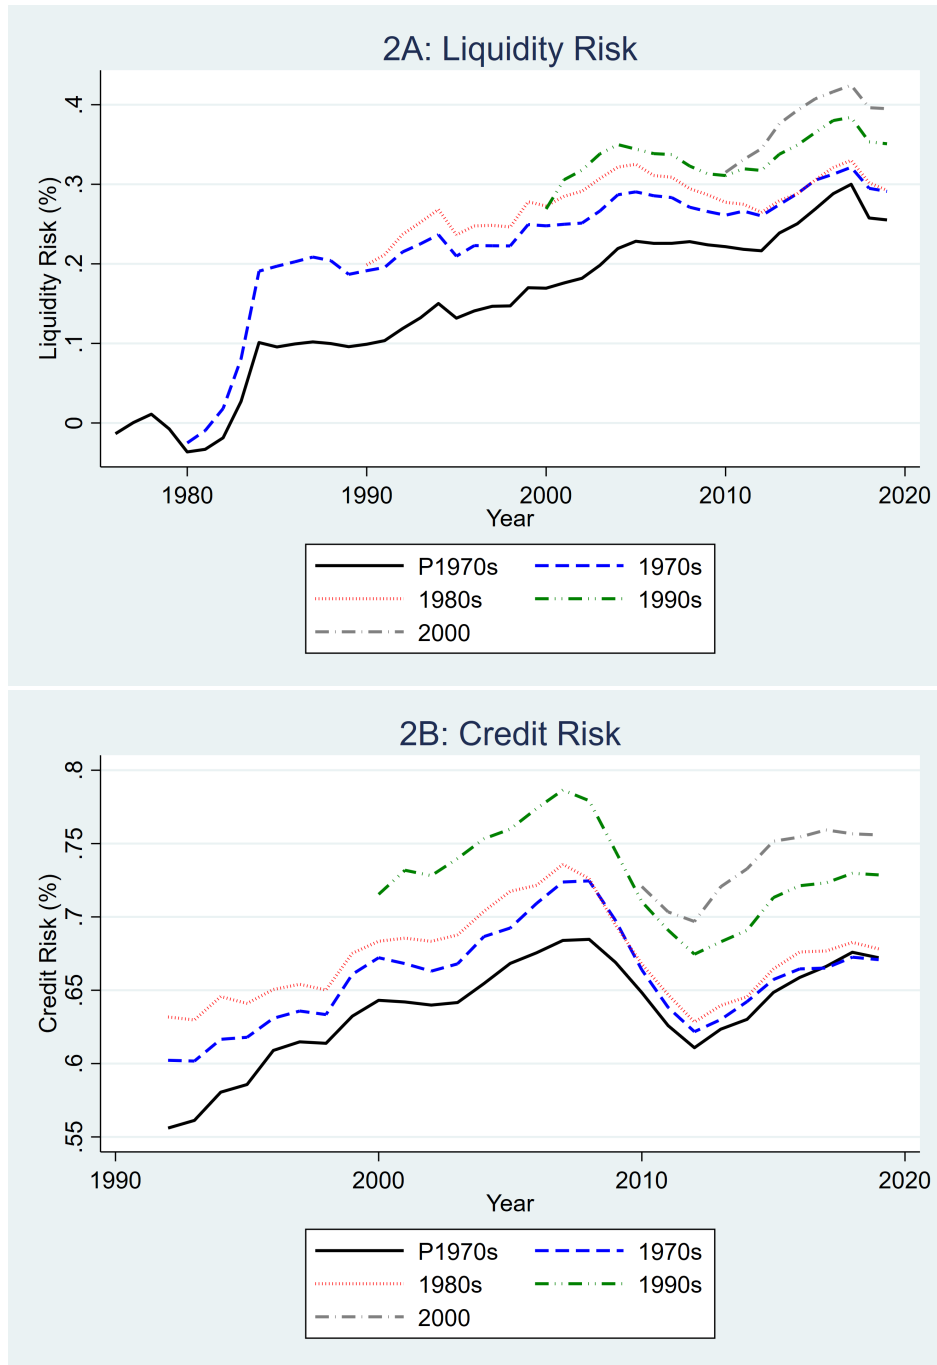 2A: Liquidity Risk
Liquidity Risk (%)
.4
.3
.2
.1
0
1980 1990 2000 2010 2020
Year
P1970s 1970s
1980s 1990s
2000
2B: Credit Risk
Credit Risk (%)
.8
.75
.7
.65
.6
.55
1990 2000 2010 2020
Year
P1970s 1970s
1980s 1990s
2000